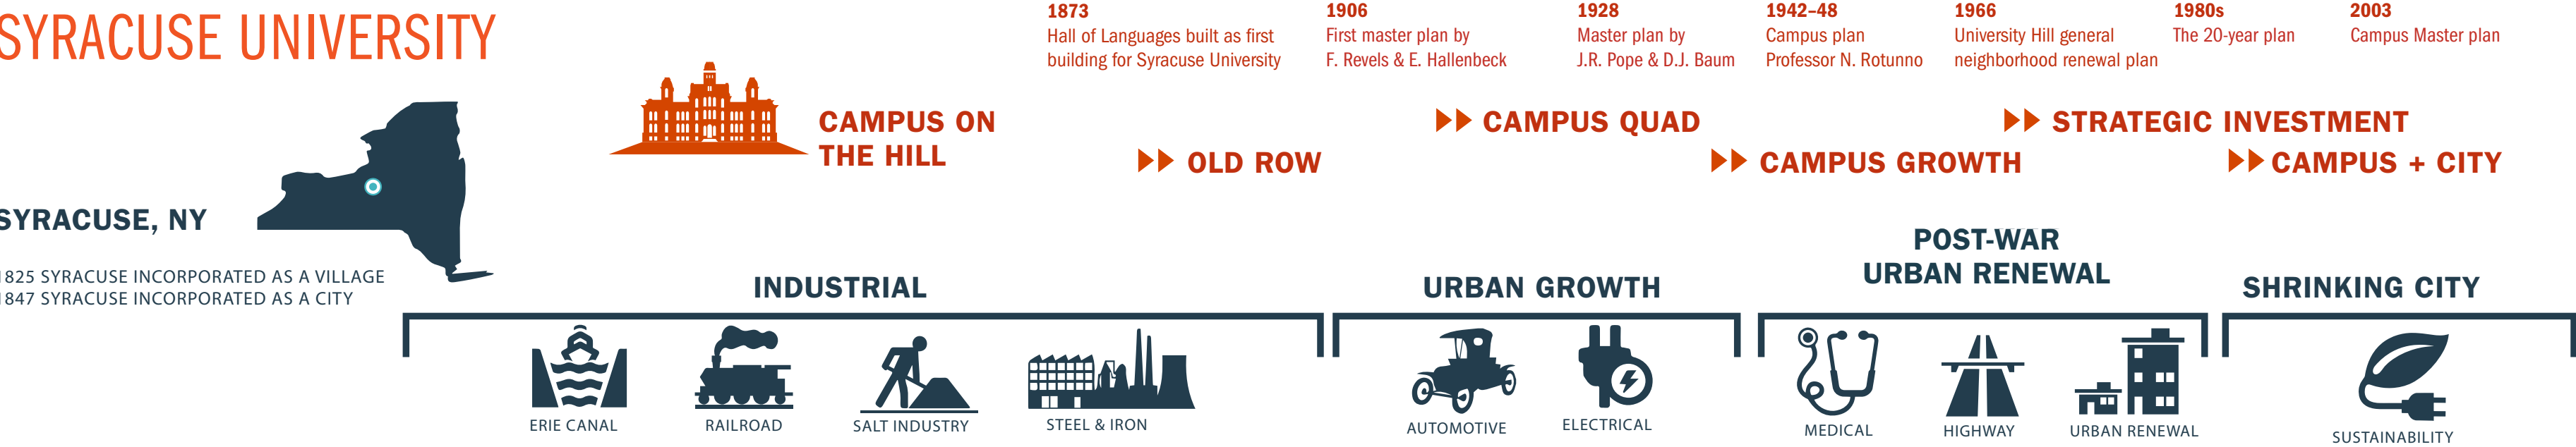 SYRACUSE UNIVERSITY
1873
Hall of Languages built as first
building for Syracuse University
1906
First master plan by
F. Revels & E. Hallenbeck
1928
Master plan by
J.R. Pope & D.J. Baum
1942–48
Campus plan
Professor N. Rotunno
1966
University Hill general
neighborhood renewal plan
1980s
The 20-year plan
2003
Campus Master plan
CAMPUS ON
THE HILL
OLD ROW
CAMPUS QUAD
CAMPUS GROWTH
STRATEGIC INVESTMENT
CAMPUS + CITY
SYRACUSE, NY
1825 SYRACUSE INCORPORATED AS A VILLAGE
1847 SYRACUSE INCORPORATED AS A CITY
INDUSTRIAL
ERIE CANAL
RAILROAD
SALT INDUSTRY
STEEL & IRON
URBAN GROWTH
AUTOMOTIVE
ELECTRICAL
POST-WAR
URBAN RENEWAL
MEDICAL
HIGHWAY
URBAN RENEWAL
SHRINKING CITY
SUSTAINABILITY